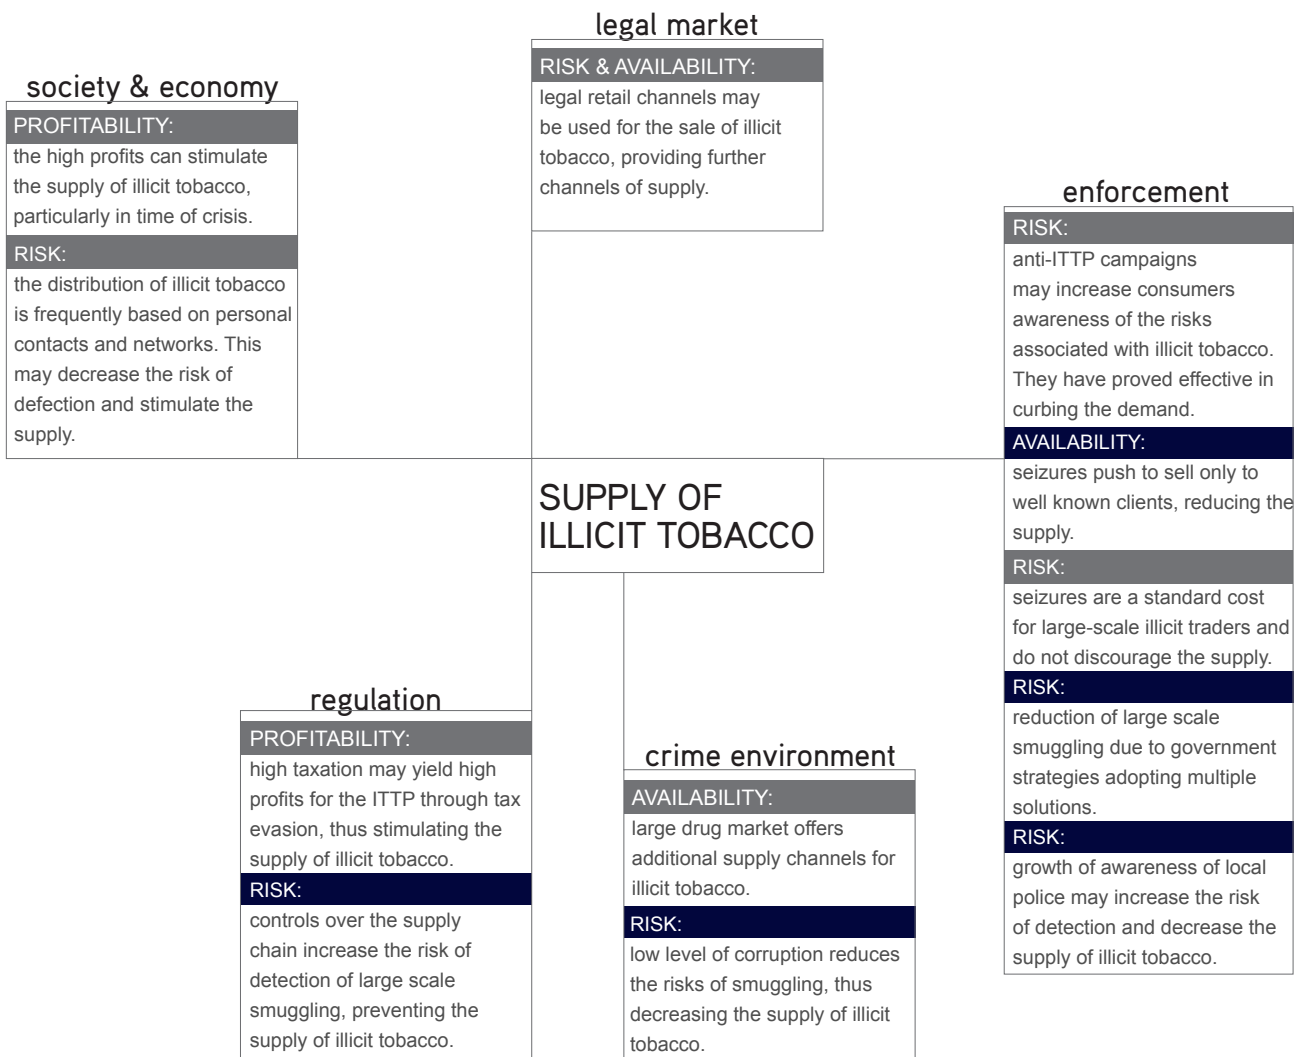 legal market
RISK & AVAILABILITY:
legal retail channels may
be used for the sale of illicit
tobacco, providing further
channels of supply.
society & economy
PROFITABILITY:
the high profits can stimulate
the supply of illicit tobacco,
particularly in time of crisis.
RISK:
the distribution of illicit tobacco
is frequently based on personal
contacts and networks. This
may decrease the risk of
defection and stimulate the
supply.
enforcement
RISK:
anti-ITTP campaigns
may increase consumers
awareness of the risks
associated with illicit tobacco.
They have proved effective in
curbing the demand.
AVAILABILITY:
seizures push to sell only to
well known clients, reducing the
supply.
RISK:
seizures are a standard cost
for large-scale illicit traders and
do not discourage the supply.
RISK:
reduction of large scale
smuggling due to government
strategies adopting multiple
solutions.
RISK:
growth of awareness of local
police may increase the risk
of detection and decrease the
supply of illicit tobacco.
SUPPLY OF
ILLICIT TOBACCO
regulation
PROFITABILITY:
high taxation may yield high
profits for the ITTP through tax
evasion, thus stimulating the
supply of illicit tobacco.
RISK:
controls over the supply
chain increase the risk of
detection of large scale
smuggling, preventing the
supply of illicit tobacco.
crime environment
AVAILABILITY:
large drug market offers
additional supply channels for
illicit tobacco.
RISK:
low level of corruption reduces
the risks of smuggling, thus
decreasing the supply of illicit
tobacco.